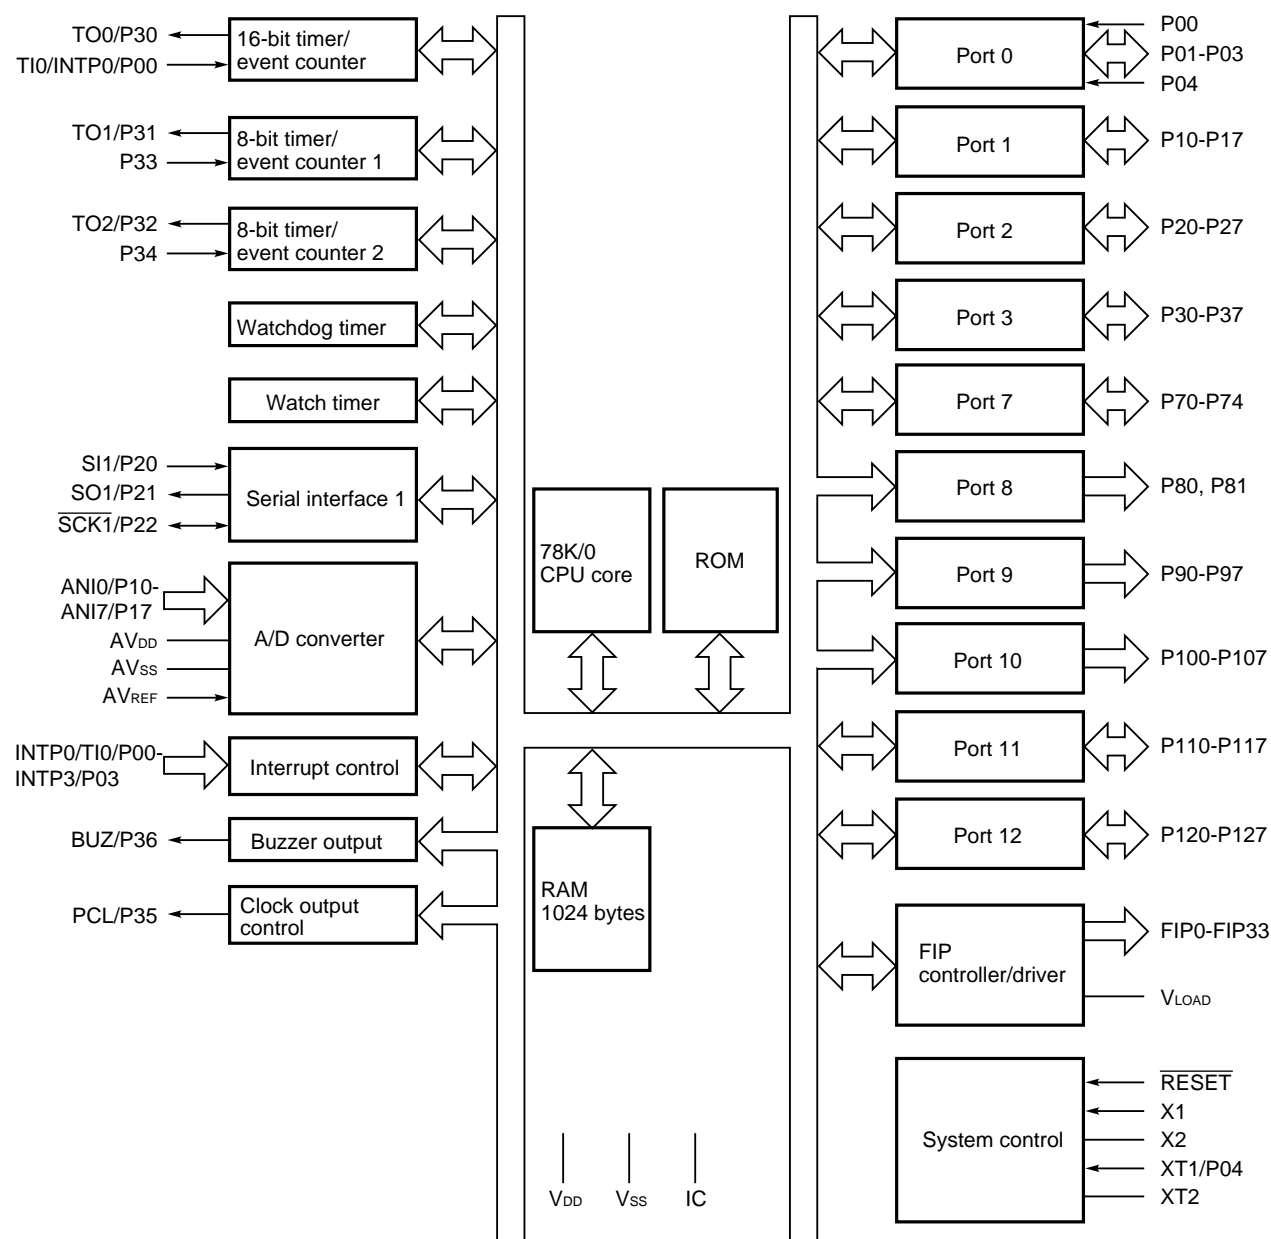 TO0/P30
TI0/INTP0/P00
16-bit timer/
event counter
TO1/P31
P33
8-bit timer/
event counter 1
TO2/P32
P34
8-bit timer/
event counter 2
Watchdog timer
Watch timer
SI1/P20
SO1/P21
SCK1/P22
Serial interface 1
ANI0/P10-
ANI7/P17
AVDD
AVSS
AVREF
A/D converter
INTP0/TI0/P00-
INTP3/P03
Interrupt control
BUZ/P36
Buzzer output
PCL/P35
Clock output
control
78K/0
CPU core
ROM
RAM
1024 bytes
VDD
VSS
IC
Port 0
P00
P01-P03
P04
Port 1
P10-P17
Port 2
P20-P27
Port 3
P30-P37
Port 7
P70-P74
Port 8
P80, P81
Port 9
P90-P97
Port 10
P100-P107
Port 11
P110-P117
Port 12
P120-P127
FIP
controller/driver
FIP0-FIP33
VLOAD
System control
RESET
X1
X2
XT1/P04
XT2